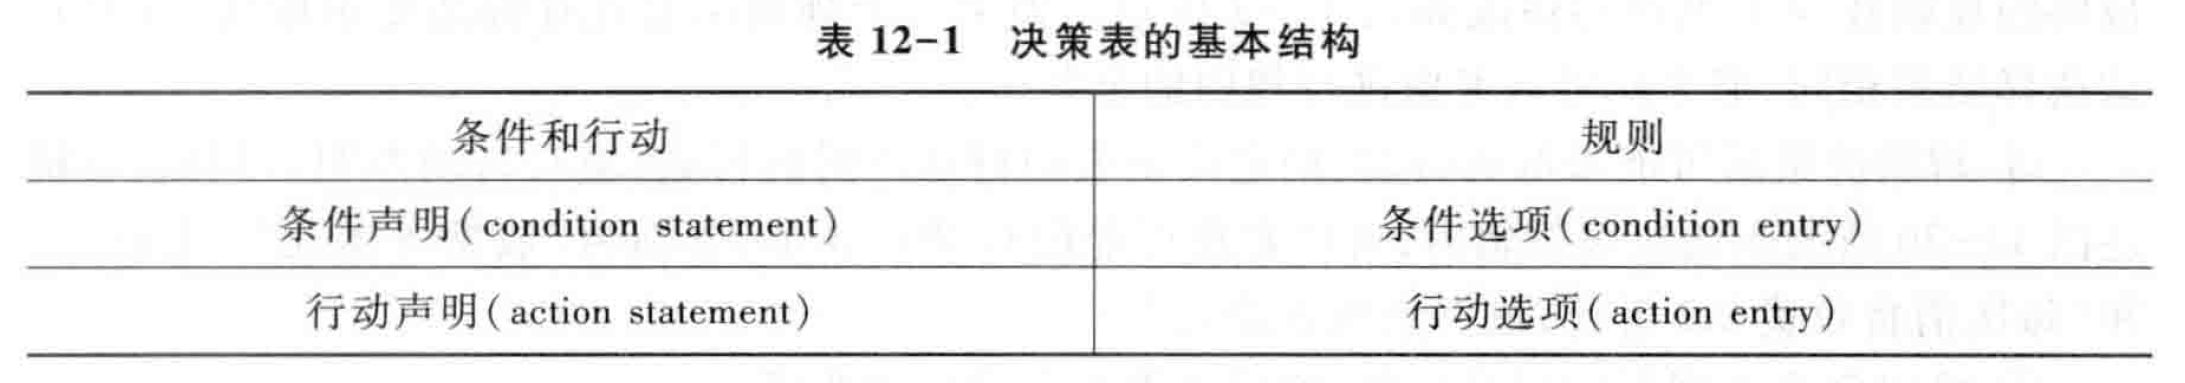 表 12-1 决策表的基本结构
条件和行动 规则
条件声明(condition statement) 条件选项(condition entry)
行动声明(action statement) 行动选项(action entry)